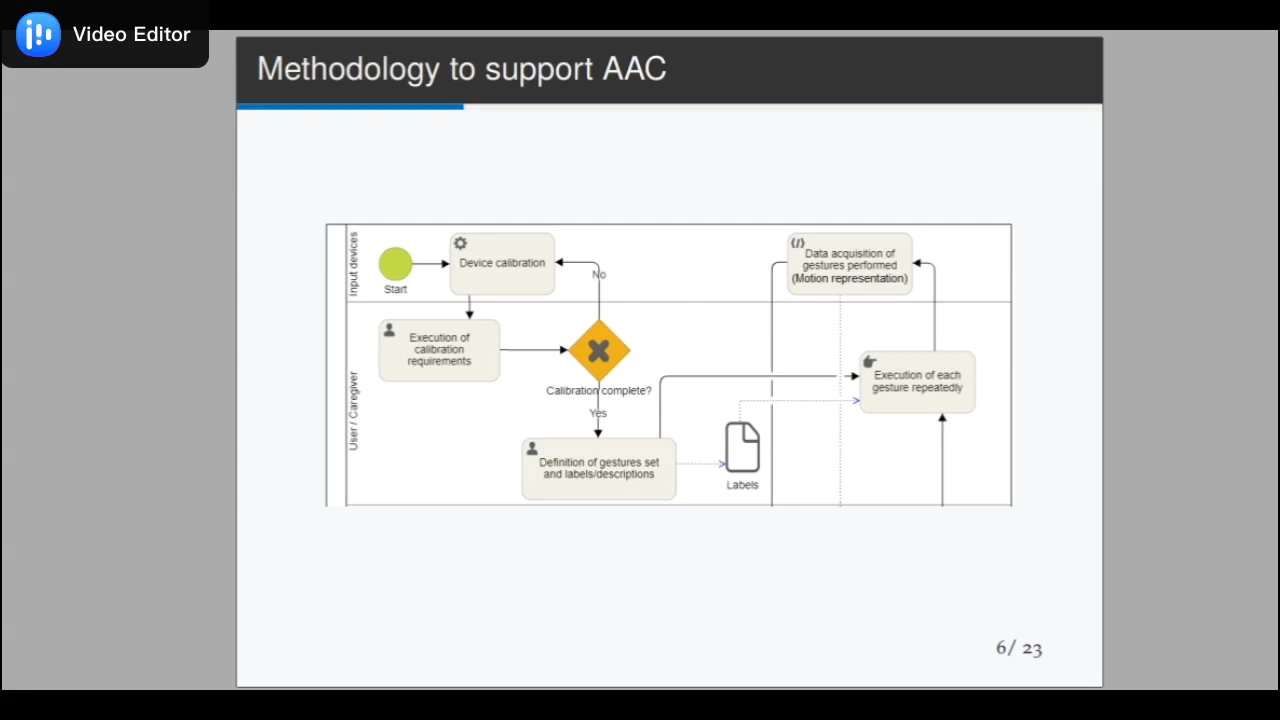 Video Editor
Methodology to support AAC
Input devices
Start
Device calibration
No
Data acquisition of
gestures performed
(Motion representation)
User / Caregiver
Execution of
calibration
requirements
Calibration complete?
Yes
Execution of each
gesture repeatedly
Definition of gestures set
and labels/descriptions
Labels
6/ 23